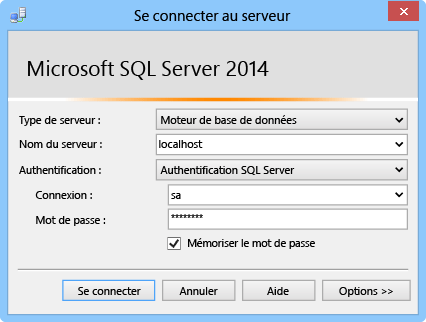 Se connecter au serveur
Microsoft SQL Server 2014
Type de serveur : Moteur de base de données
Nom du serveur : localhost
Authentification : Authentification SQL Server
Connexion : sa
Mot de passe : ********
Mémoriser le mot de passe
Se connecter Annuler Aide Options >>